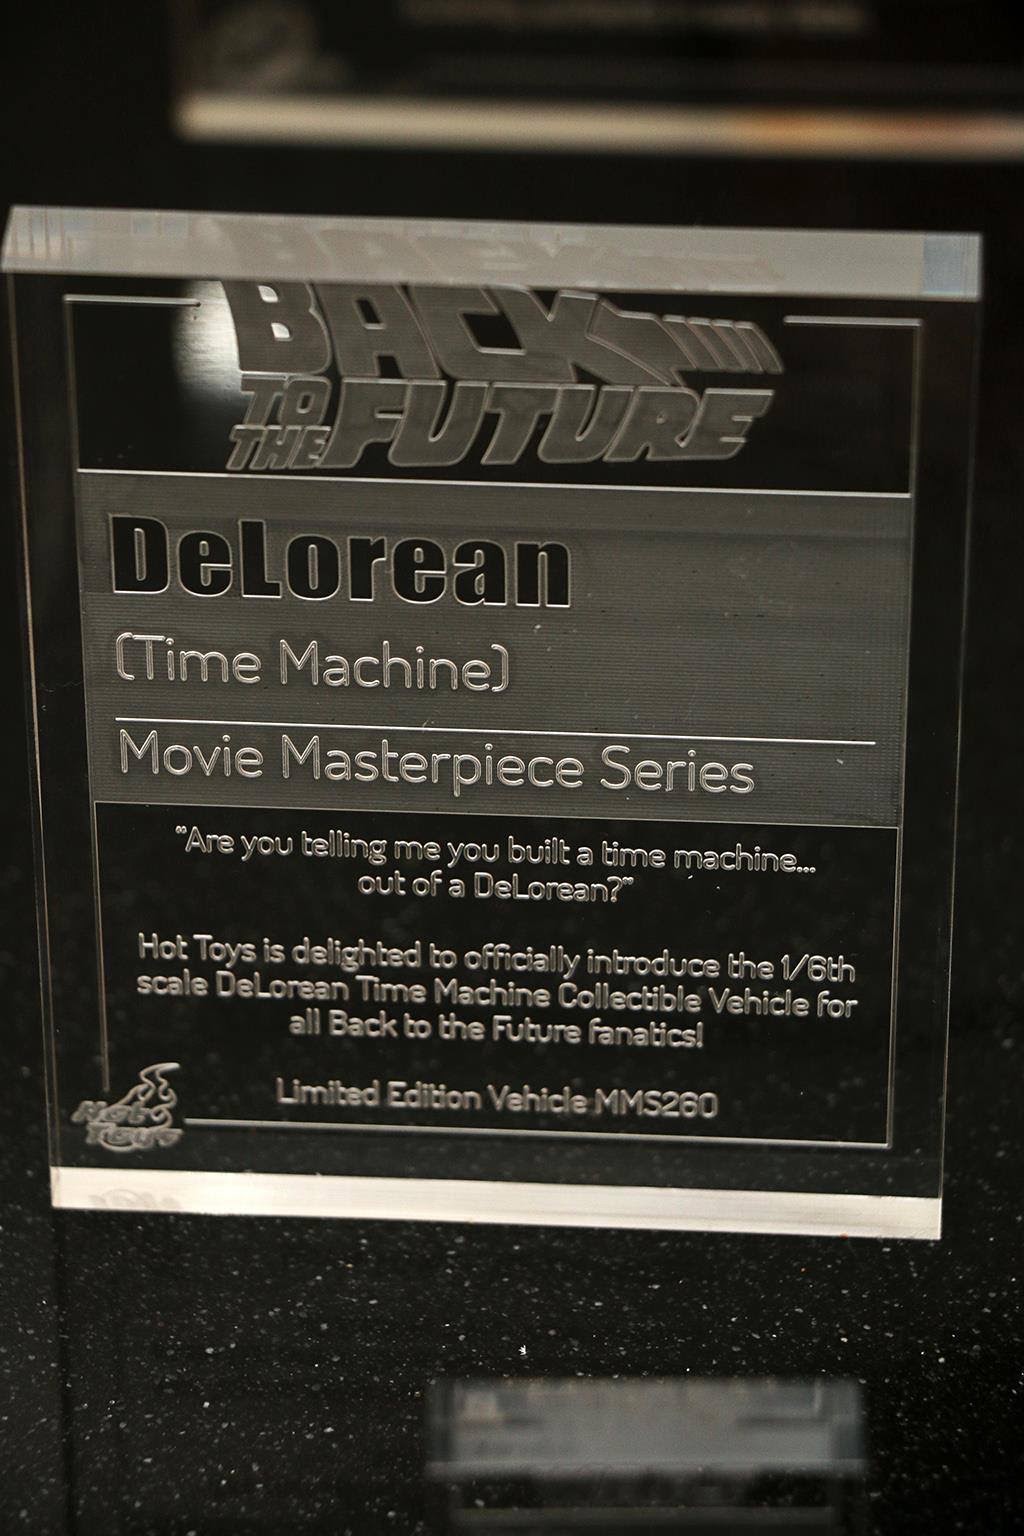 BACK
TO THE FUTURE
DeLorean
(Time Machine)
Movie Masterpiece Series
"Are you telling me you built a time machine...
out of a DeLorean?"
Hot Toys is delighted to officially introduce the 1/6th
scale DeLorean Time Machine Collectible Vehicle for
all Back to the Future fanatics!
Limited Edition Vehicle MMS260
Hot
Toys